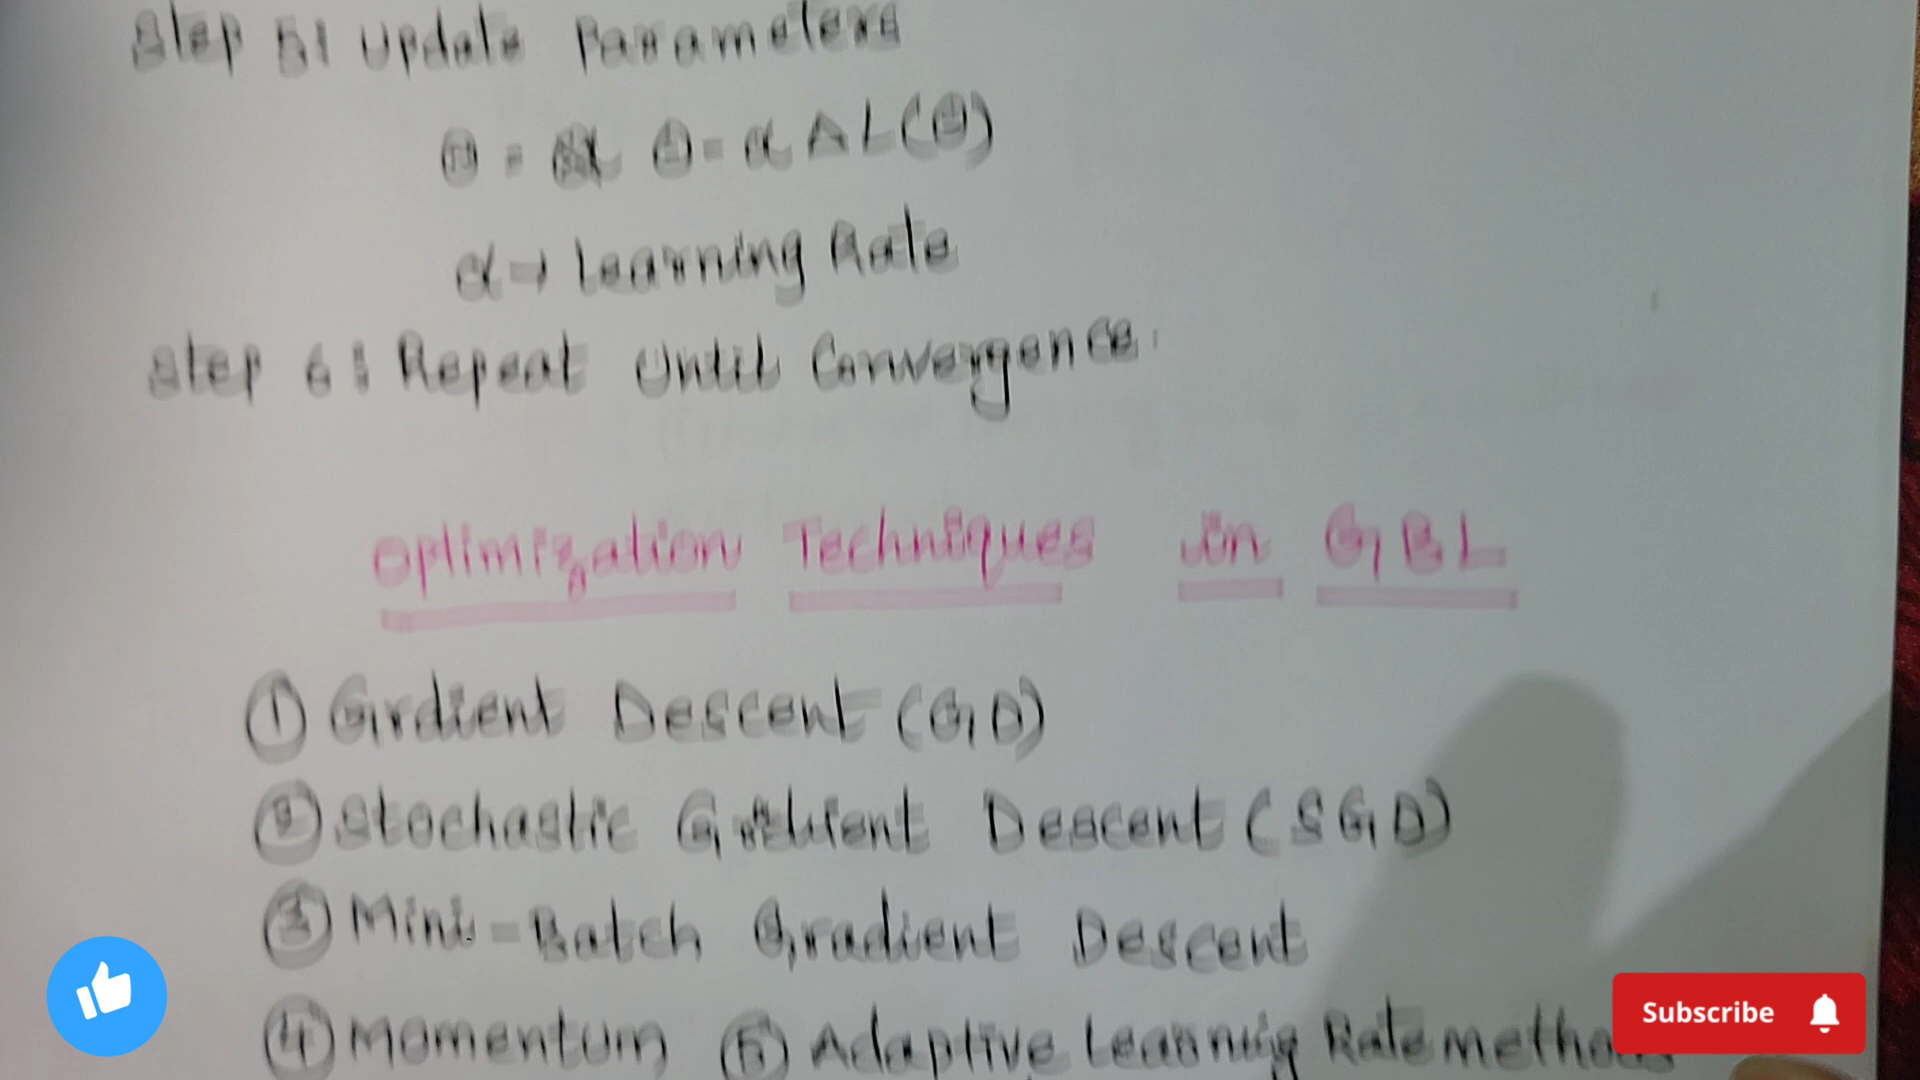 Step 5: Update Parameters
θ = θ - α Δ L(θ)
α → Learning Rate
Step 6: Repeat Until Convergence.
Optimization Techniques in GBL
① Grdient Descent (GD)
② Stochastic Gradient Descent (SGD)
③ Mini-Batch Gradient Descent
④ Momentum ⑤ Adaptive Learning Rate methods
Subscribe